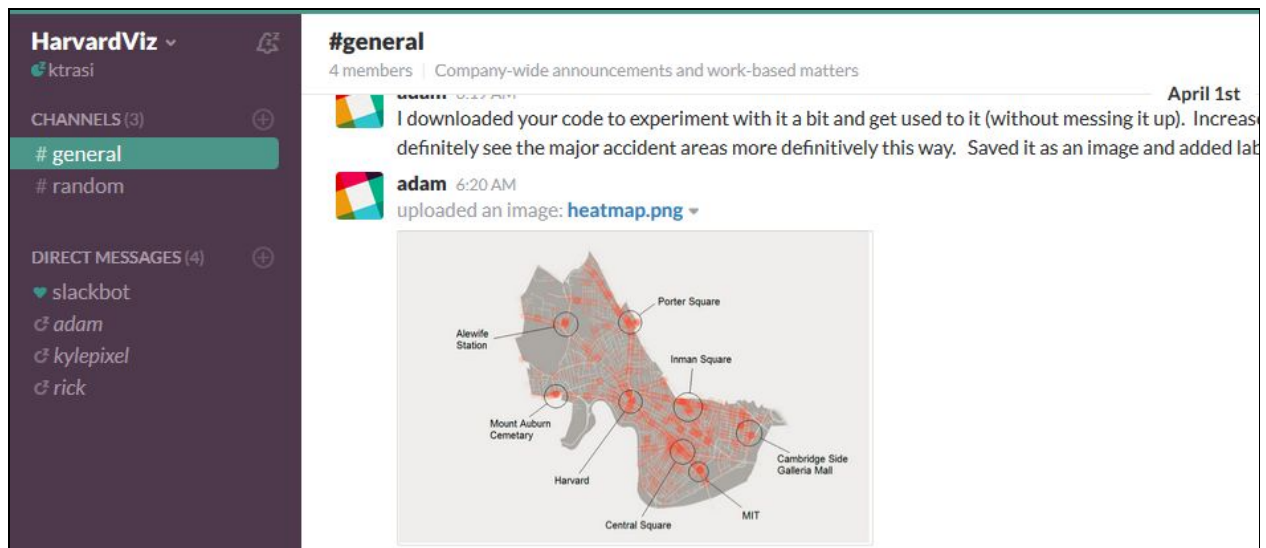 HarvardViz
ktrasi
CHANNELS (3)
# general
# random
DIRECT MESSAGES (4)
slackbot
adam
kylepixel
rick
#general
4 members | Company-wide announcements and work-based matters
April 1st
adam 6:19 AM
I downloaded your code to experiment with it a bit and get used to it (without messing it up). Increase
definitely see the major accident areas more definitively this way. Saved it as an image and added lab
adam 6:20 AM
uploaded an image: heatmap.png
Porter Square
Alewife
Station
Inman Square
Mount Auburn
Cemetary
Cambridge Side
Galleria Mall
Harvard
MIT
Central Square